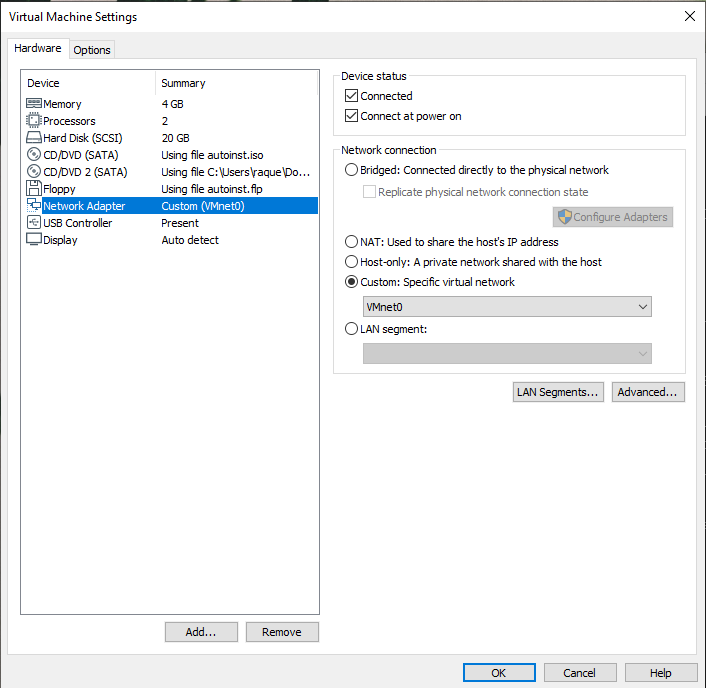 Virtual Machine Settings
Hardware Options
Device Summary
Memory 4 GB
Processors 2
Hard Disk (SCSI) 20 GB
CD/DVD (SATA) Using file autoinst.iso
CD/DVD 2 (SATA) Using file C:\Users\raque\Do...
Floppy Using file autoinst.flp
Network Adapter Custom (VMnet0)
USB Controller Present
Display Auto detect
Add... Remove
Device status
Connected
Connect at power on
Network connection
Bridged: Connected directly to the physical network
Replicate physical network connection state
Configure Adapters
NAT: Used to share the host's IP address
Host-only: A private network shared with the host
Custom: Specific virtual network
VMnet0
LAN segment:
LAN Segments... Advanced...
OK Cancel Help